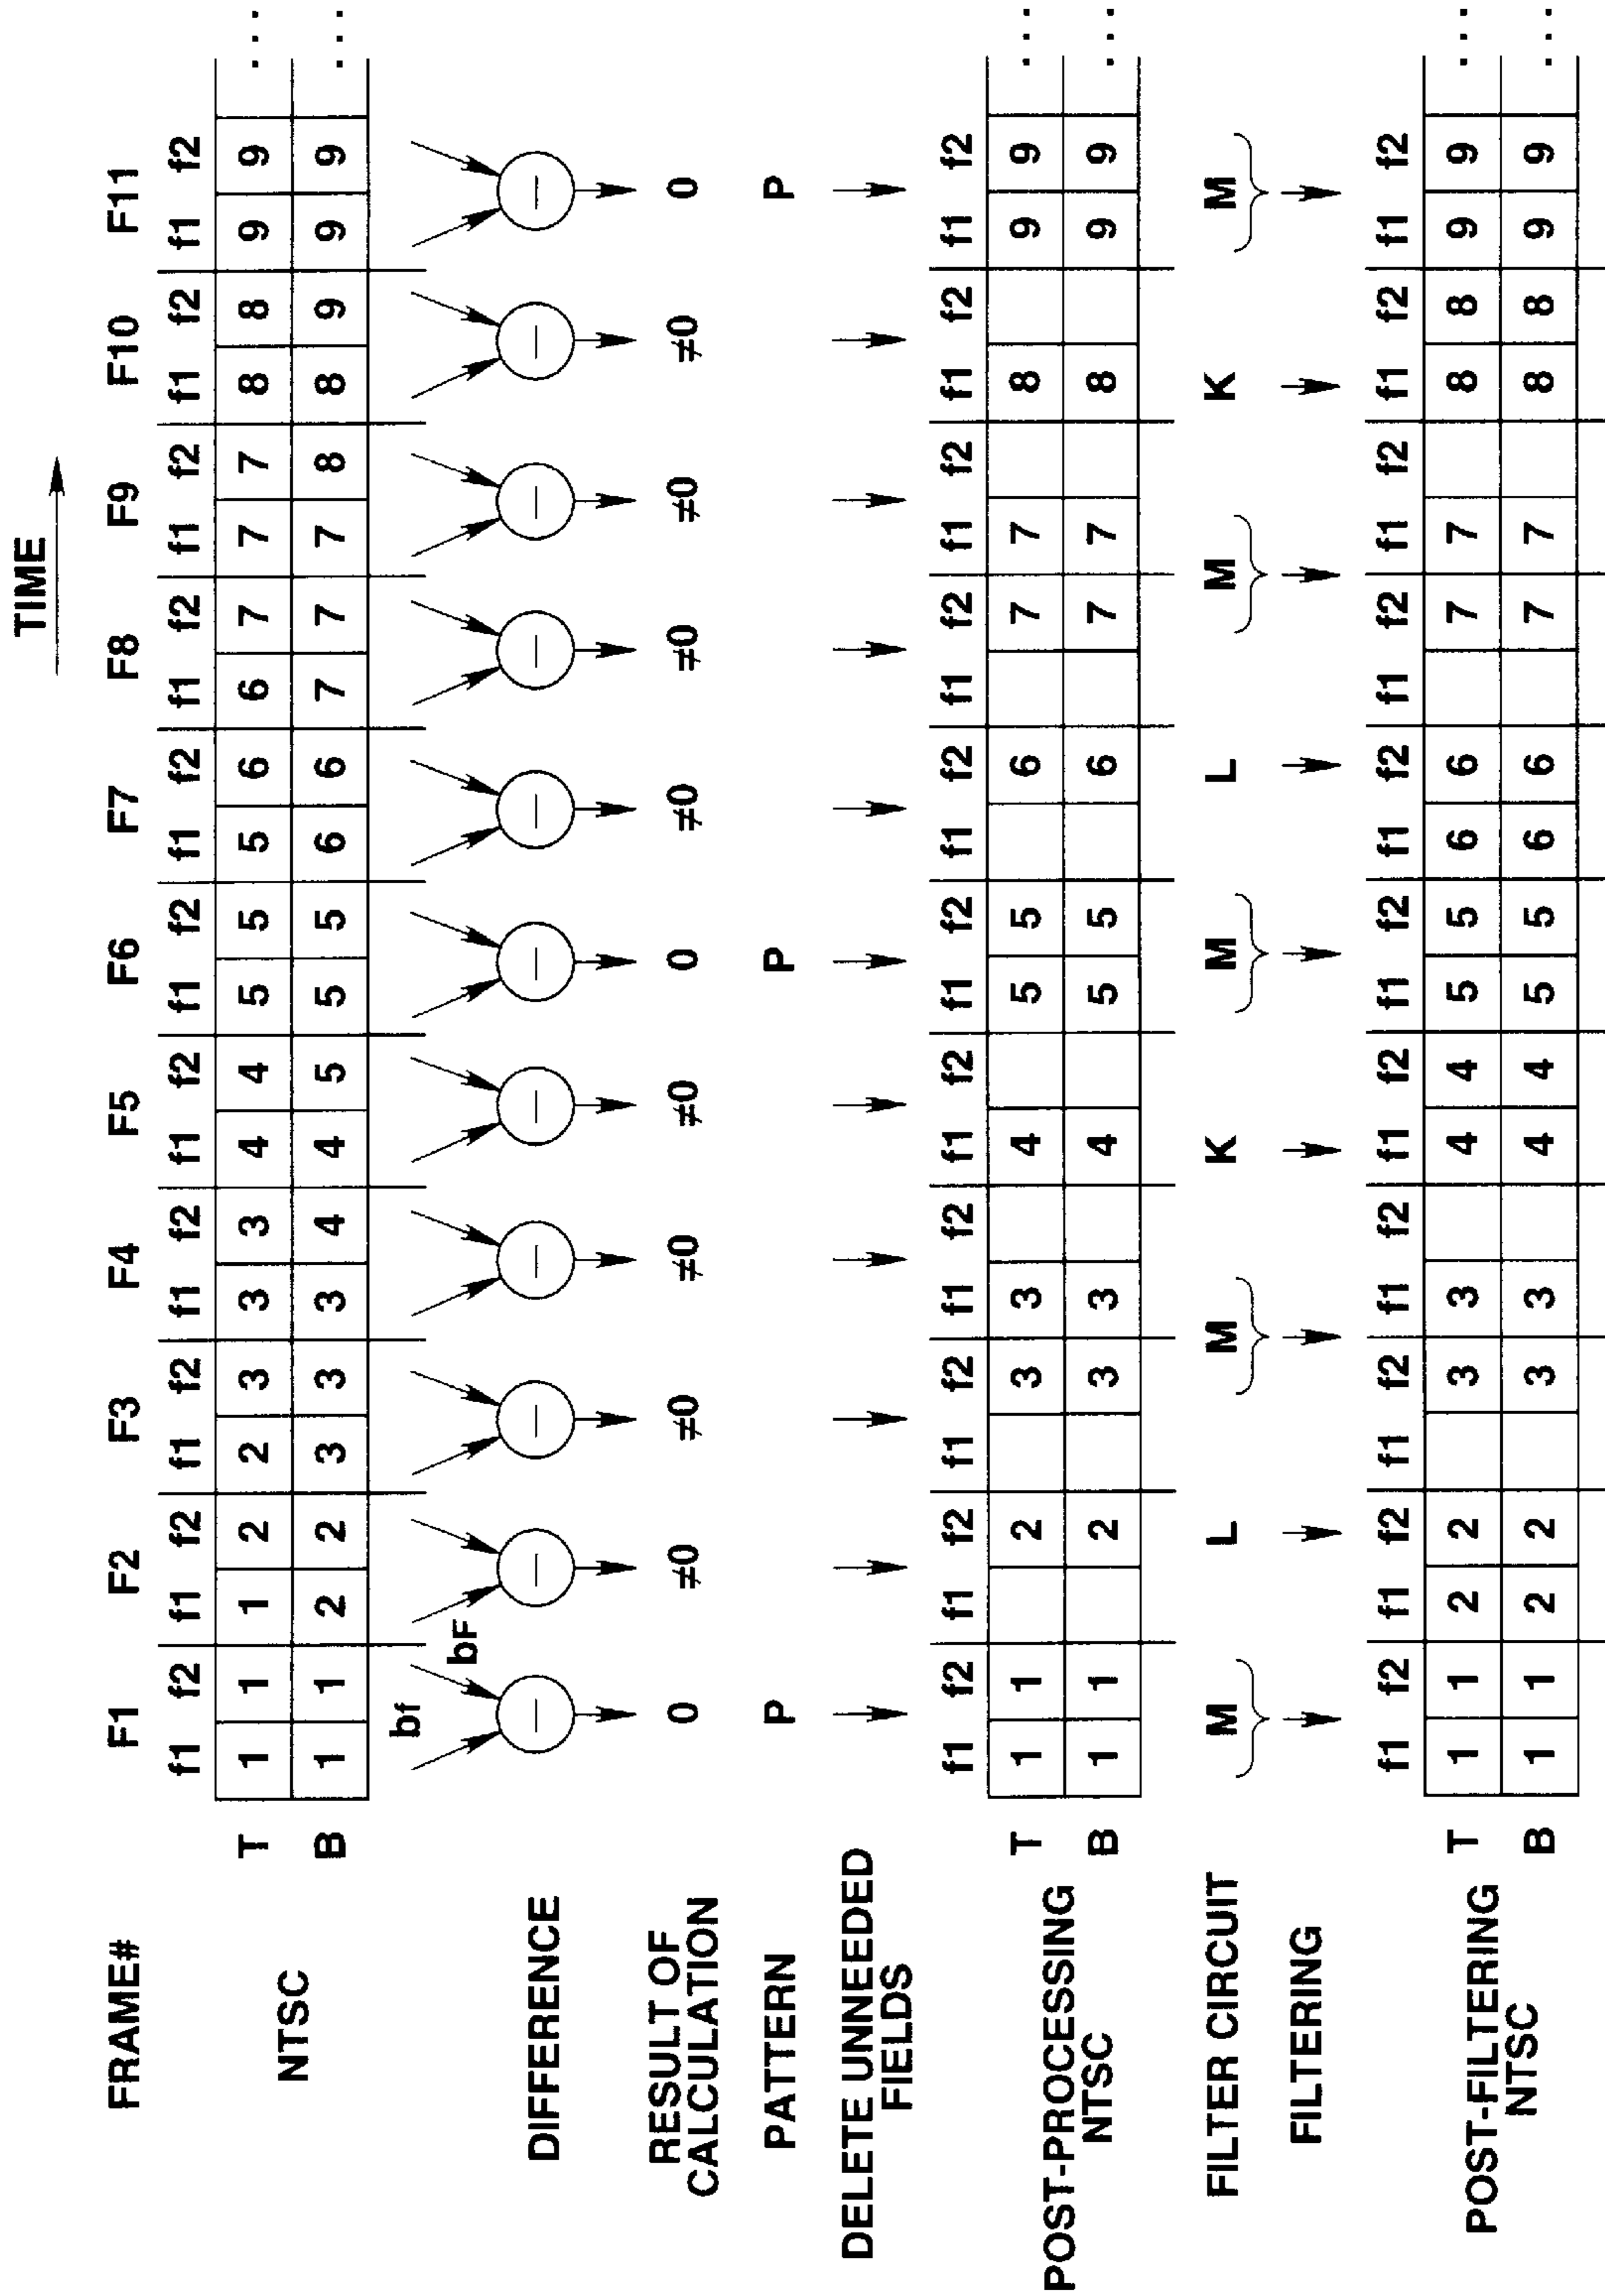 TIME
FRAME# F1 F2 F3 F4 F5 F6 F7 F8 F9 F10 F11
f1 f2 f1 f2 f1 f2 f1 f2 f1 f2 f1 f2 f1 f2 f1 f2 f1 f2 f1 f2 f1 f2
NTSC
T 1 1 1 2 2 3 3 3 4 4 5 5 5 6 6 7 7 7 8 8 9 9 ...
B 1 1 2 2 3 3 3 4 4 5 5 5 6 6 7 7 7 8 8 9 9 9 ...
bf bF
DIFFERENCE − − − − − − − − − − −
RESULT OF
CALCULATION 0 ≠0 ≠0 ≠0 ≠0 0 ≠0 ≠0 ≠0 ≠0 0
PATTERN P P P
DELETE UNNEEDED
FIELDS
f1 f2 f1 f2 f1 f2 f1 f2 f1 f2 f1 f2 f1 f2 f1 f2 f1 f2 f1 f2 f1 f2
POST-PROCESSING
NTSC
T 1 1 2 3 3 4 5 5 6 7 7 8 9 9 ...
B 1 1 2 3 3 4 5 5 6 7 7 8 9 9 ...
FILTER CIRCUIT M L M K M L M K M
FILTERING
f1 f2 f1 f2 f1 f2 f1 f2 f1 f2 f1 f2 f1 f2 f1 f2 f1 f2 f1 f2 f1 f2
POST-FILTERING
NTSC
T 1 1 2 2 3 3 4 4 5 5 6 6 7 7 8 8 9 9 ...
B 1 1 2 2 3 3 4 4 5 5 6 6 7 7 8 8 9 9 ...